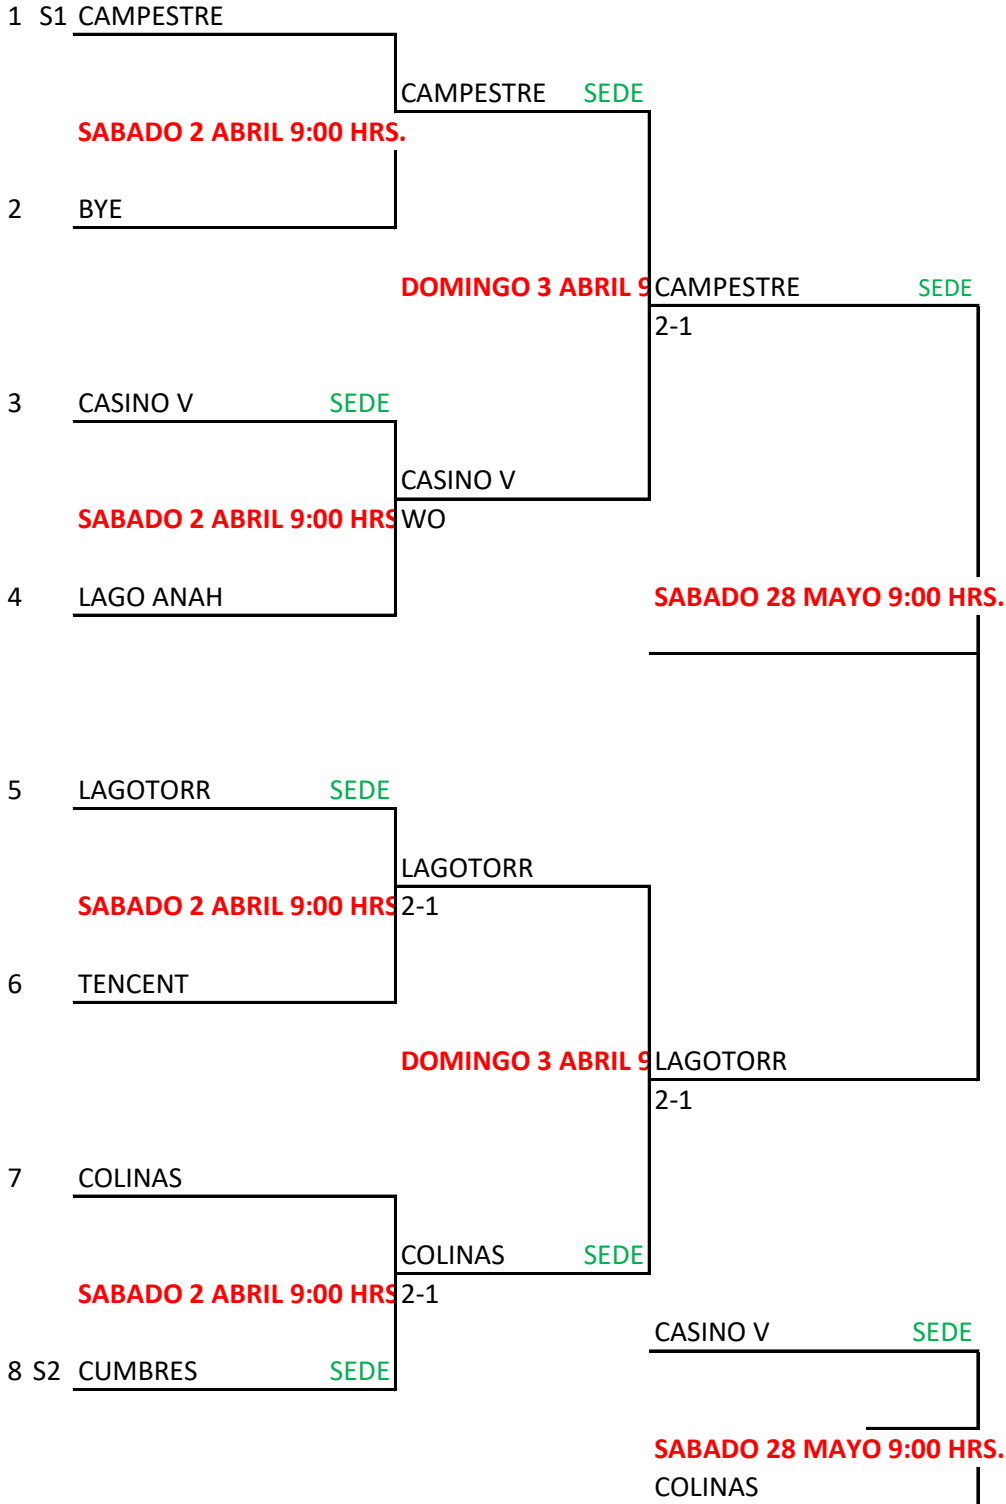 1 S1 CAMPESTRE
CAMPESTRE SEDE
SABADO 2 ABRIL 9:00 HRS.
2 BYE
DOMINGO 3 ABRIL 9 CAMPESTRE SEDE
2-1
3 CASINO V SEDE
CASINO V
SABADO 2 ABRIL 9:00 HRS WO
4 LAGO ANAH SABADO 28 MAYO 9:00 HRS.
5 LAGOTORR SEDE
LAGOTORR
SABADO 2 ABRIL 9:00 HRS 2-1
6 TENCENT
DOMINGO 3 ABRIL 9 LAGOTORR
2-1
7 COLINAS
COLINAS SEDE
SABADO 2 ABRIL 9:00 HRS 2-1
CASINO V SEDE
8 S2 CUMBRES SEDE
SABADO 28 MAYO 9:00 HRS.
COLINAS